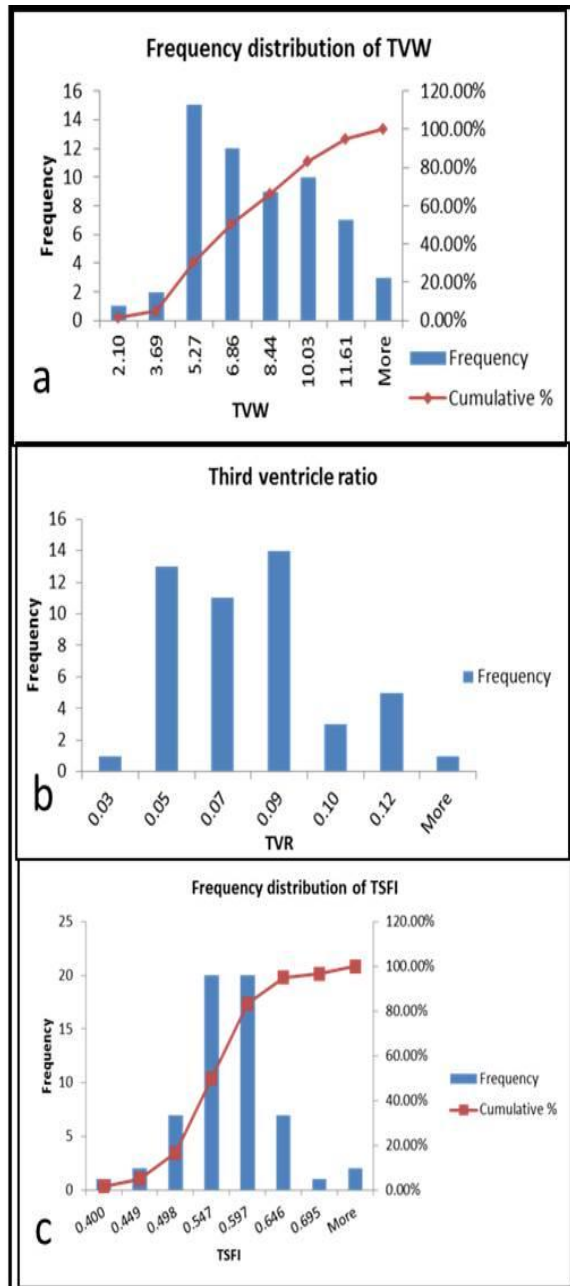 Frequency distribution of TVW
16
14
12
10
8
6
4
2
0
Frequency
120.00%
100.00%
80.00%
60.00%
40.00%
20.00%
0.00%
2.10
3.69
5.27
6.86
8.44
10.03
11.61
More
TVW
Frequency
Cumulative %
a
Third ventricle ratio
16
14
12
10
8
6
4
2
0
Frequency
0.03
0.05
0.07
0.09
0.10
0.12
More
TVR
Frequency
b
Frequency distribution of TSFI
25
20
15
10
5
0
Frequency
120.00%
100.00%
80.00%
60.00%
40.00%
20.00%
0.00%
0.400
0.449
0.498
0.547
0.597
0.646
0.695
More
TSFI
Frequency
Cumulative %
c